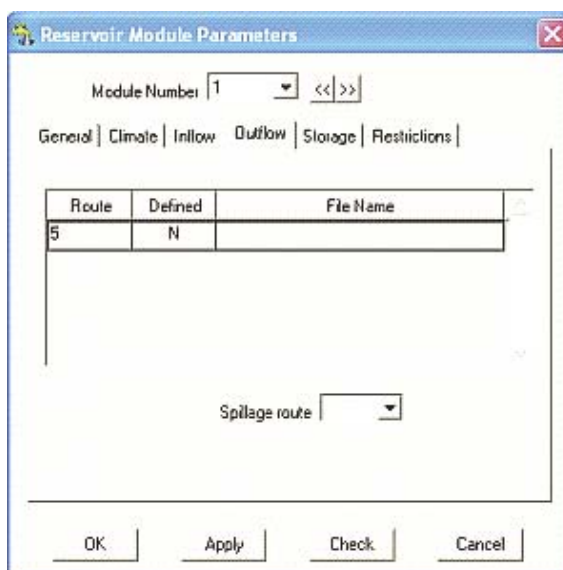 Reservoir Module Parameters
Module Number 1 << >>
General Climate Inflow Outflow Storage Restrictions
Route Defined File Name
5 N
Spillage route
OK Apply Check Cancel